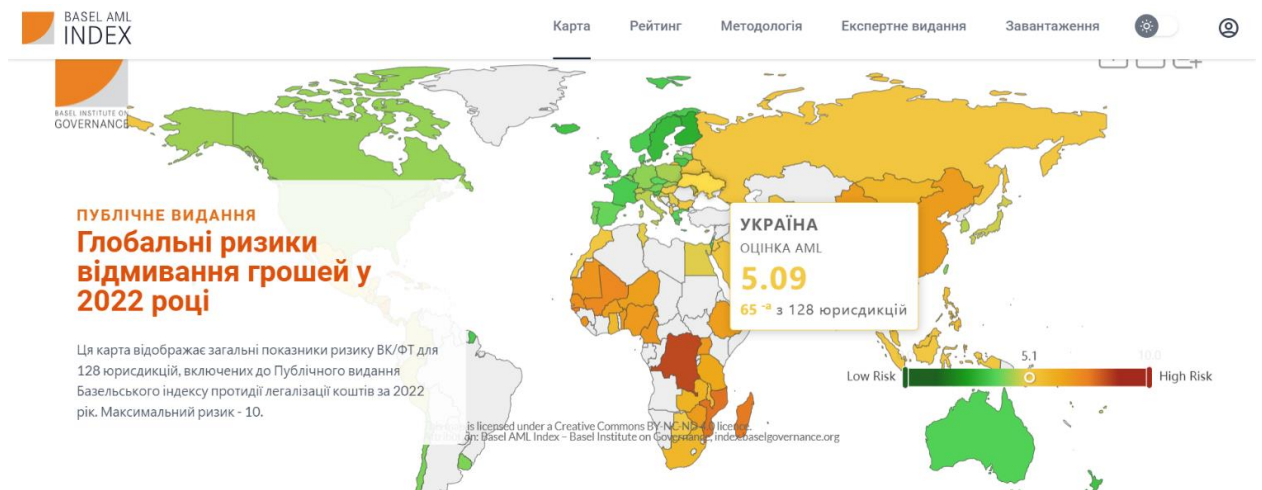 BASEL AML
INDEX
Карта
Рейтинг
Методологія
Експертне видання
Завантаження
BASEL INSTITUTE ON
GOVERNANCE
ПУБЛІЧНЕ ВИДАННЯ
Глобальні ризики
відмивання грошей у
2022 році
Ця карта відображає загальні показники ризику ВК/ФТ для
128 юрисдикцій, включених до Публічного видання
Базельського індексу протидії легалізації коштів за 2022
рік. Максимальний ризик - 10.
УКРАЇНА
ОЦІНКА AML
5.09
65 -а з 128 юрисдикцій
5.1
10.0
Low Risk
High Risk
is licensed under a Creative Commons BY-NC-ND 4.0 licence.
Basel AML Index – Basel Institute on Governance, index.baselgovernance.org